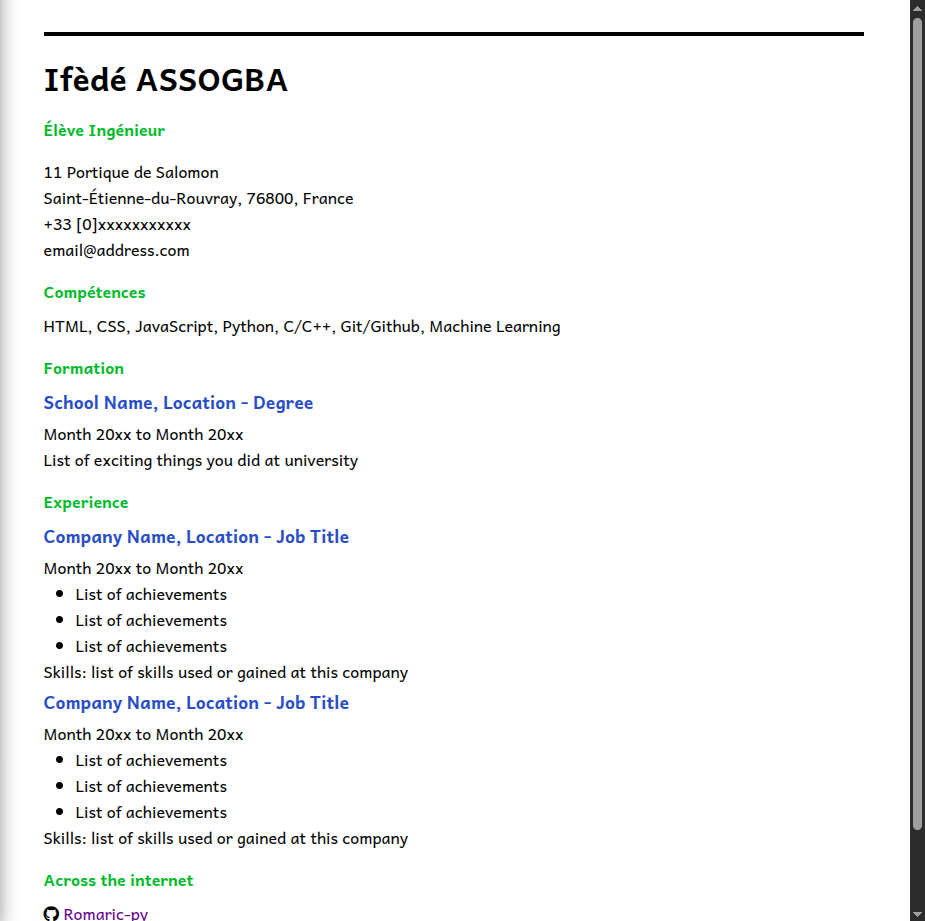 Ifèdé ASSOGBA
Élève Ingénieur
11 Portique de Salomon
Saint-Étienne-du-Rouvray, 76800, France
+33 [0]xxxxxxxxxxx
email@address.com
Compétences
HTML, CSS, JavaScript, Python, C/C++, Git/Github, Machine Learning
Formation
School Name, Location - Degree
Month 20xx to Month 20xx
List of exciting things you did at university
Experience
Company Name, Location - Job Title
Month 20xx to Month 20xx
• List of achievements
• List of achievements
• List of achievements
Skills: list of skills used or gained at this company
Company Name, Location - Job Title
Month 20xx to Month 20xx
• List of achievements
• List of achievements
• List of achievements
Skills: list of skills used or gained at this company
Across the internet
Romaric-py